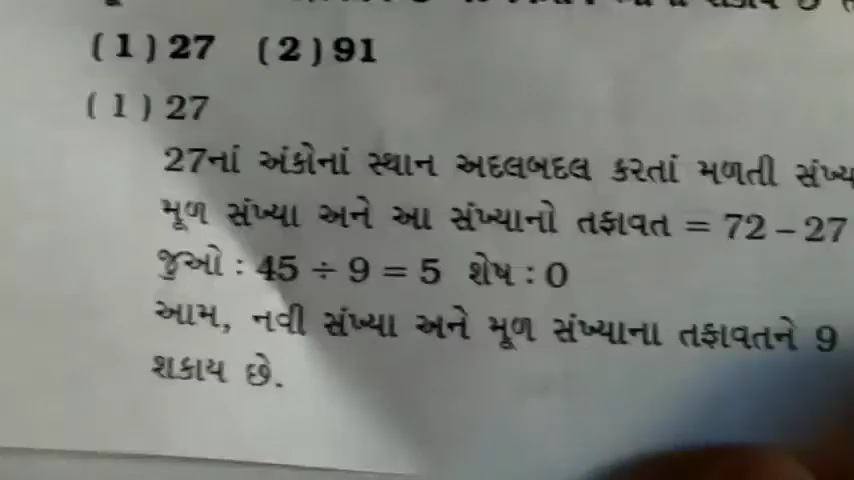 (1) 27 (2) 91
(1) 27
27નાં અંકોનાં સ્થાન અદલબદલ કરતાં મળતી
મૂળ સંખ્યા અને આ સંખ્યાનો તફાવત = 72 – 27
જુઓ : 45 ÷ 9 = 5 શેષ : 0
આમ, નવી સંખ્યા અને મૂળ સંખ્યાના તફાવતને 9
શકાય છે.